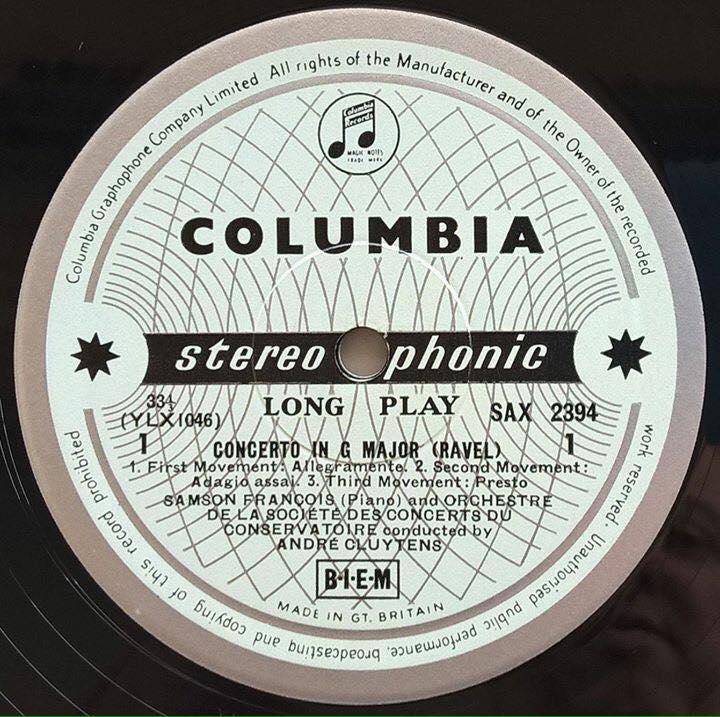 Columbia Graphophone Company Limited All rights of the Manufacturer and of the Owner of the recorded work reserved. Unauthorised public performance, broadcasting and copying of this record prohibited
Columbia
Records
MAGIC NOTES
TRADE MARK
COLUMBIA
stereo phonic
33⅓ LONG PLAY SAX 2394
(YLX1046)
1 CONCERTO IN G MAJOR (RAVEL) 1
1. First Movement: Allegramente. 2. Second Movement:
Adagio assai. 3. Third Movement: Presto
SAMSON FRANÇOIS (Piano) and ORCHESTRE
DE LA SOCIÉTÉ DES CONCERTS DU
CONSERVATOIRE conducted by
ANDRÉ CLUYTENS
B·I·E·M
MADE IN GT. BRITAIN